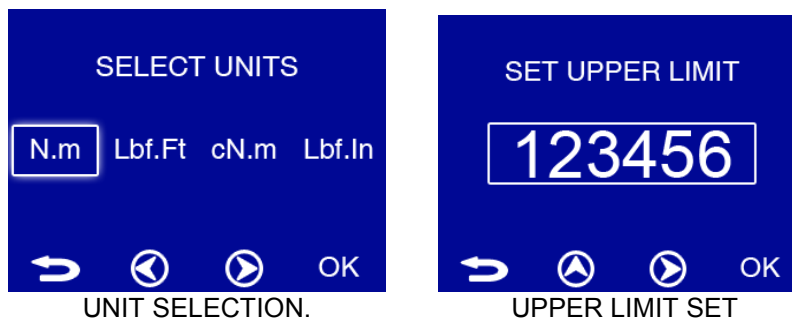 SELECT UNITS
N.m Lbf.Ft cN.m Lbf.In
OK
UNIT SELECTION.
SET UPPER LIMIT
123456
OK
UPPER LIMIT SET